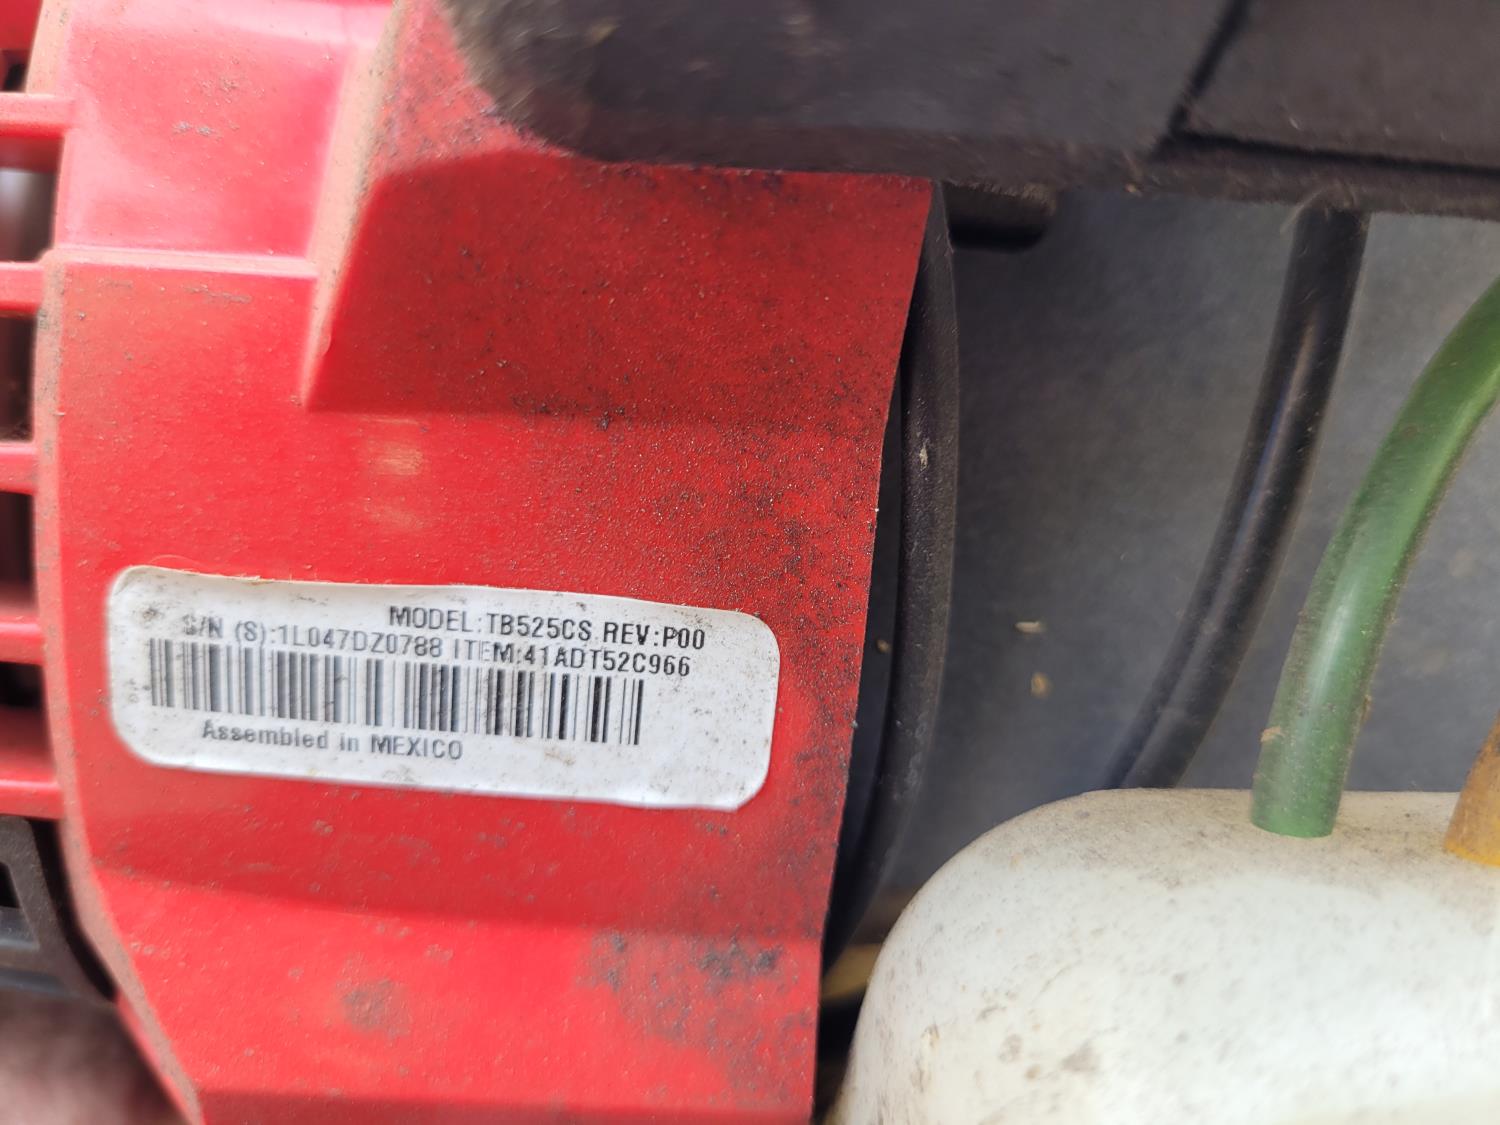 MODEL:TB525CS REV:P00
S/N (S):1L047DZ0788 ITEM:41ADT52C966
Assembled in MEXICO